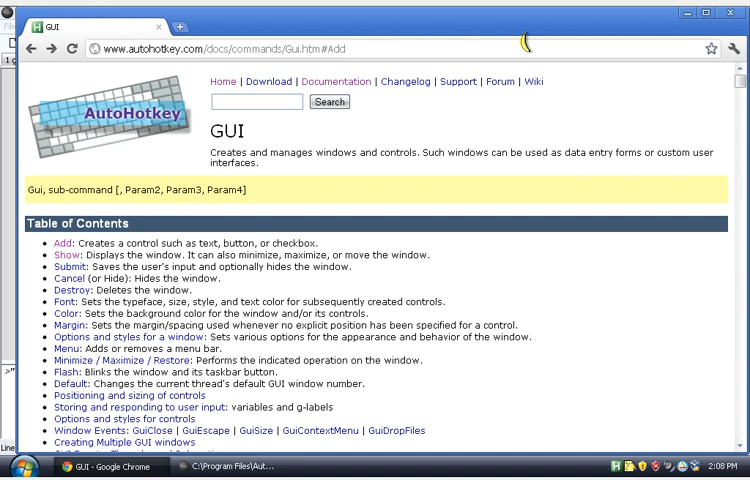 GUI
www.autohotkey.com/docs/commands/Gui.htm#Add
Home | Download | Documentation | Changelog | Support | Forum | Wiki
Search
AutoHotkey
GUI
Creates and manages windows and controls. Such windows can be used as data entry forms or custom user
interfaces.
Gui, sub-command [, Param2, Param3, Param4]
Table of Contents
Add: Creates a control such as text, button, or checkbox.
Show: Displays the window. It can also minimize, maximize, or move the window.
Submit: Saves the user's input and optionally hides the window.
Cancel (or Hide): Hides the window.
Destroy: Deletes the window.
Font: Sets the typeface, size, style, and text color for subsequently created controls.
Color: Sets the background color for the window and/or its controls.
Margin: Sets the margin/spacing used whenever no explicit position has been specified for a control.
Options and styles for a window: Sets various options for the appearance and behavior of the window.
Menu: Adds or removes a menu bar.
Minimize / Maximize / Restore: Performs the indicated operation on the window.
Flash: Blinks the window and its taskbar button.
Default: Changes the current thread's default GUI window number.
Positioning and sizing of controls
Storing and responding to user input: variables and g-labels
Options and styles for controls
Window Events: GuiClose | GuiEscape | GuiSize | GuiContextMenu | GuiDropFiles
Creating Multiple GUI windows
GUI - Google Chrome
C:\Program Files\Aut...
2:08 PM